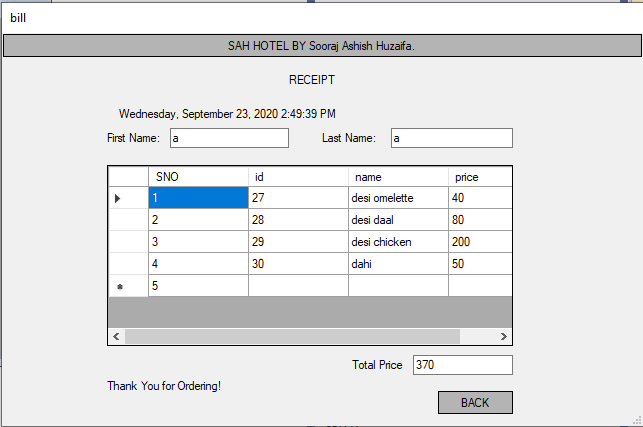 bill
SAH HOTEL BY Sooraj Ashish Huzaifa.
RECEIPT
Wednesday, September 23, 2020 2:49:39 PM
First Name: a Last Name: a
SNO id name price
1 27 desi omelette 40
2 28 desi daal 80
3 29 desi chicken 200
4 30 dahi 50
5
Total Price 370
Thank You for Ordering!
BACK